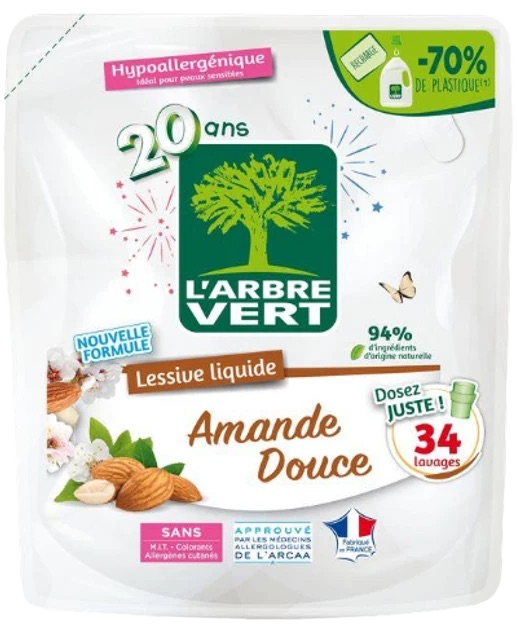 Hypoallergénique
Idéal pour peaux sensibles
RECHARGE
-70%
DE PLASTIQUE(1)
20 ans
L'ARBRE
VERT
NOUVELLE
FORMULE
94%
d'ingrédients
d'origine naturelle
Lessive liquide
Amande
Douce
Dosez
JUSTE !
34
lavages
SANS
M.I.T. - Colorants
Allergènes cutanés
APPROUVÉ
PAR LES MÉDECINS
ALLERGOLOGUES
DE L'ARCAA
Fabriqué
en FRANCE